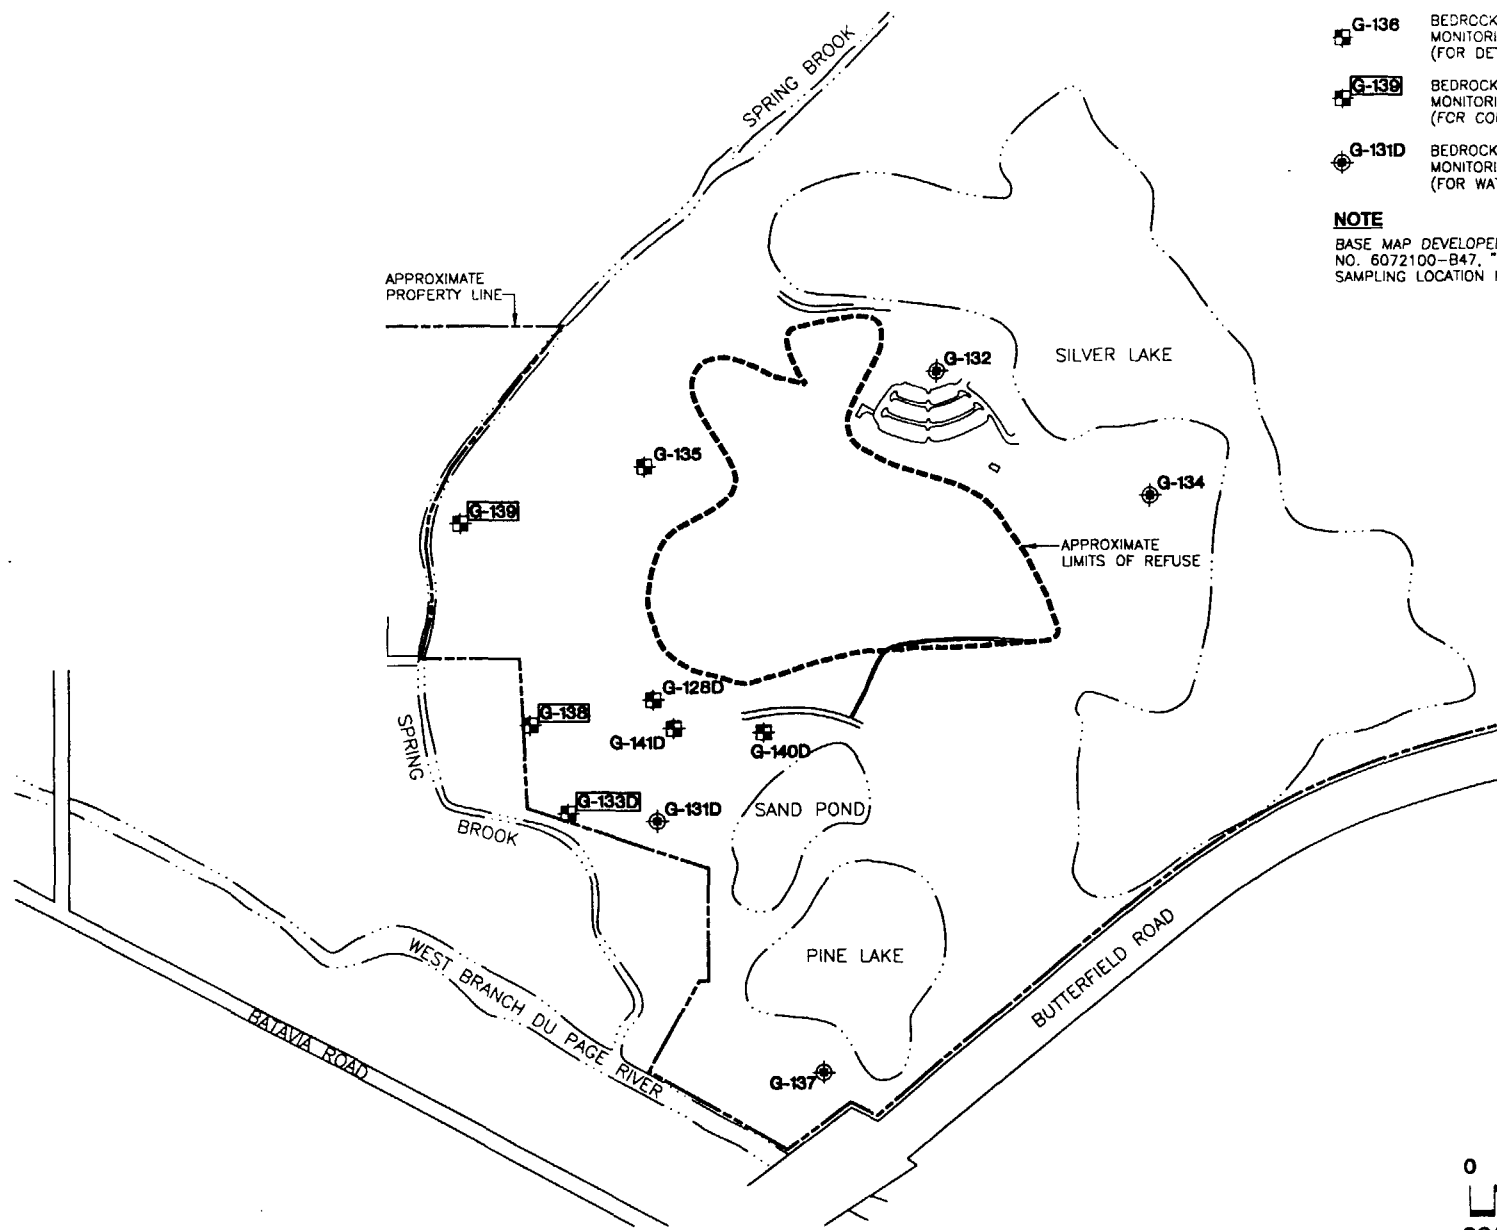 G-136
BEDROCK
MONITORI
(FOR DE
G-139
BEDROCK
MONITORI
(FOR CO
G-131D
BEDROCK
MONITORI
(FOR WA
NOTE
BASE MAP DEVELOPE
NO. 6072100-B47, "
SAMPLING LOCATION
SPRING BROOK
APPROXIMATE
PROPERTY LINE
G-132
SILVER LAKE
G-135
G-134
G-139
APPROXIMATE
LIMITS OF REFUSE
G-128D
G-138
G-141D
G-140D
SPRING
BROOK
G-133D
G-131D
SAND POND
WEST BRANCH DU PAGE RIVER
PINE LAKE
BUTTERFIELD ROAD
BATAVIA ROAD
G-137
0